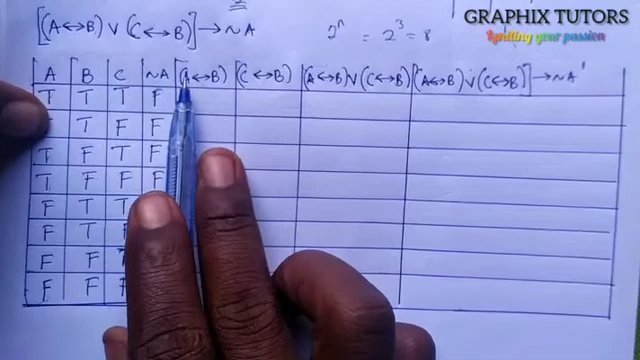 GRAPHIX TUTORS
Igniting your passion
[(A↔B) ∨ (C↔B)] → ~A 2ⁿ = 2³ = 8
A B C ~A (A↔B) (C↔B) (A↔B)∨(C↔B) [(A↔B)∨(C↔B)]→~A
T T T F
T F F
T F T F
T F F F
F T T
F T F
F F
F F